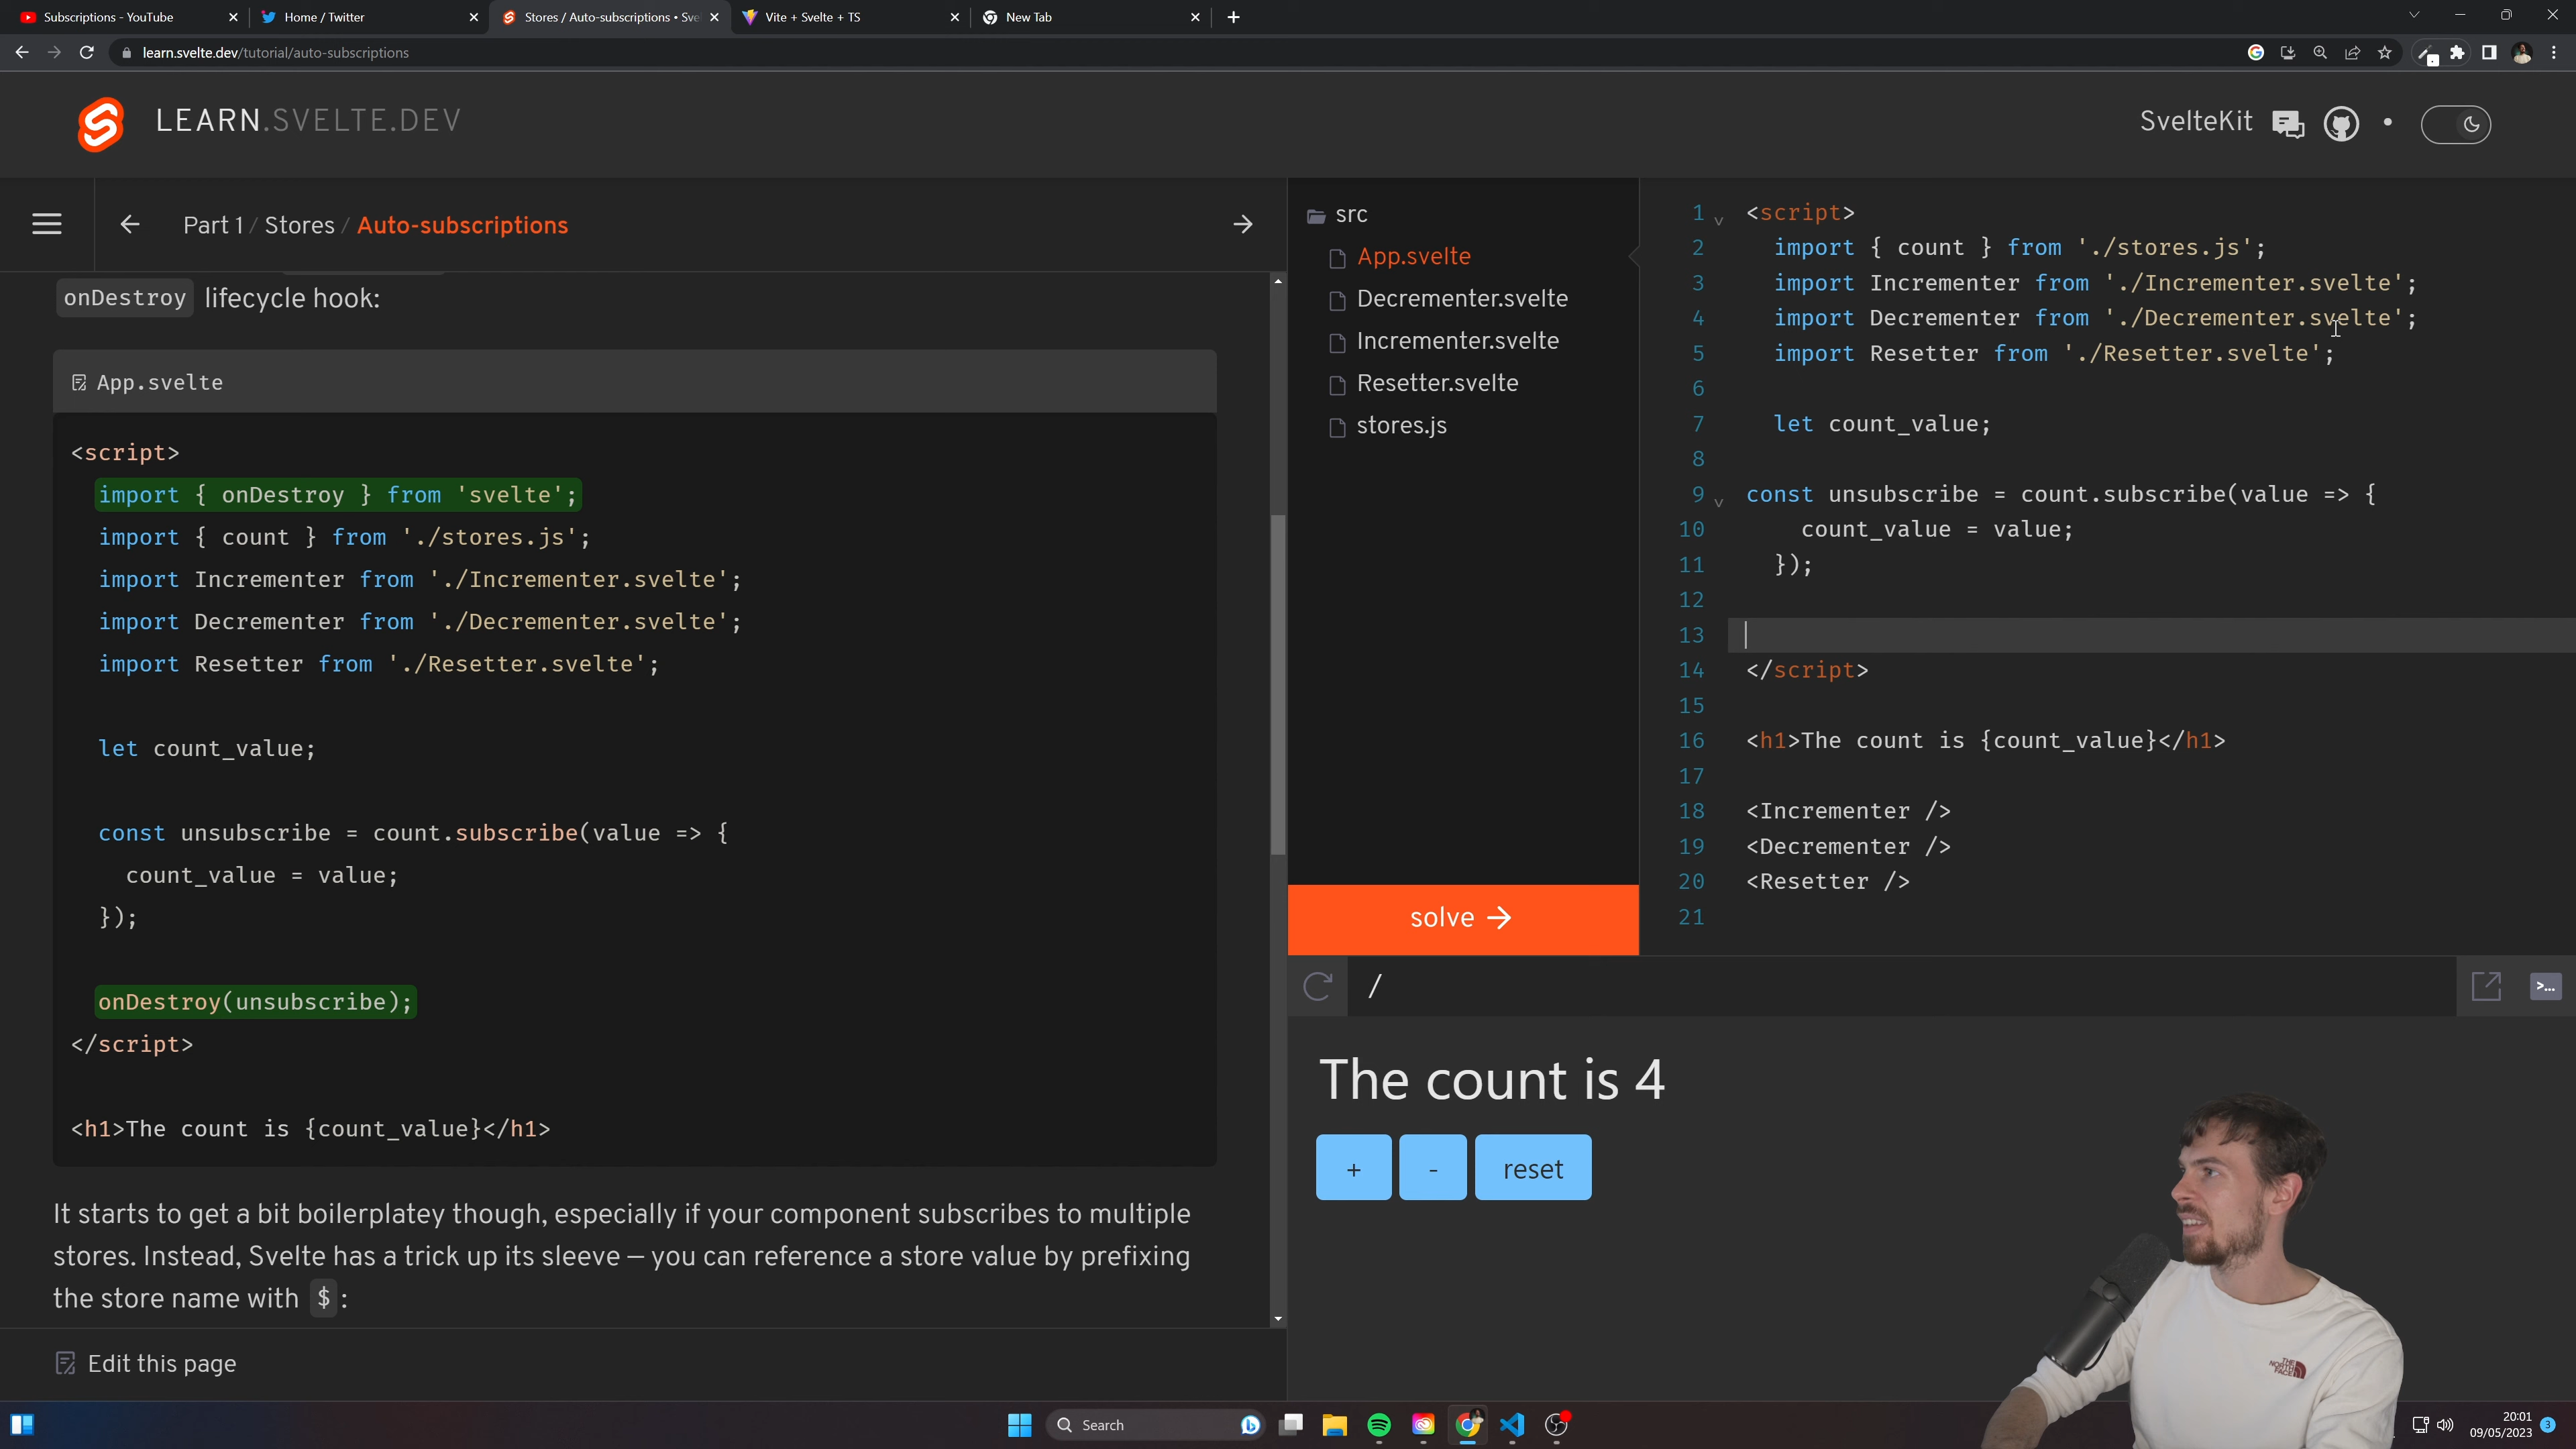 Subscriptions - YouTube
Home / Twitter
Stores / Auto-subscriptions • Sve
Vite + Svelte + TS
New Tab
learn.svelte.dev/tutorial/auto-subscriptions
LEARN.SVELTE.DEV
SvelteKit
Part 1 / Stores / Auto-subscriptions
onDestroy lifecycle hook:
App.svelte
<script>
import { onDestroy } from 'svelte';
import { count } from './stores.js';
import Incrementer from './Incrementer.svelte';
import Decrementer from './Decrementer.svelte';
import Resetter from './Resetter.svelte';
let count_value;
const unsubscribe = count.subscribe(value => {
count_value = value;
});
onDestroy(unsubscribe);
</script>
<h1>The count is {count_value}</h1>
It starts to get a bit boilerplatey though, especially if your component subscribes to multiple
stores. Instead, Svelte has a trick up its sleeve — you can reference a store value by prefixing
the store name with $ :
Edit this page
src
App.svelte
Decrementer.svelte
Incrementer.svelte
Resetter.svelte
stores.js
solve →
1 <script>
2 import { count } from './stores.js';
3 import Incrementer from './Incrementer.svelte';
4 import Decrementer from './Decrementer.svelte';
5 import Resetter from './Resetter.svelte';
6
7 let count_value;
8
9 const unsubscribe = count.subscribe(value => {
10 count_value = value;
11 });
12
13
14 </script>
15
16 <h1>The count is {count_value}</h1>
17
18 <Incrementer />
19 <Decrementer />
20 <Resetter />
21
/
>...
The count is 4
+ - reset
THE
NORTH
FACE
Search
20:01
09/05/2023
3